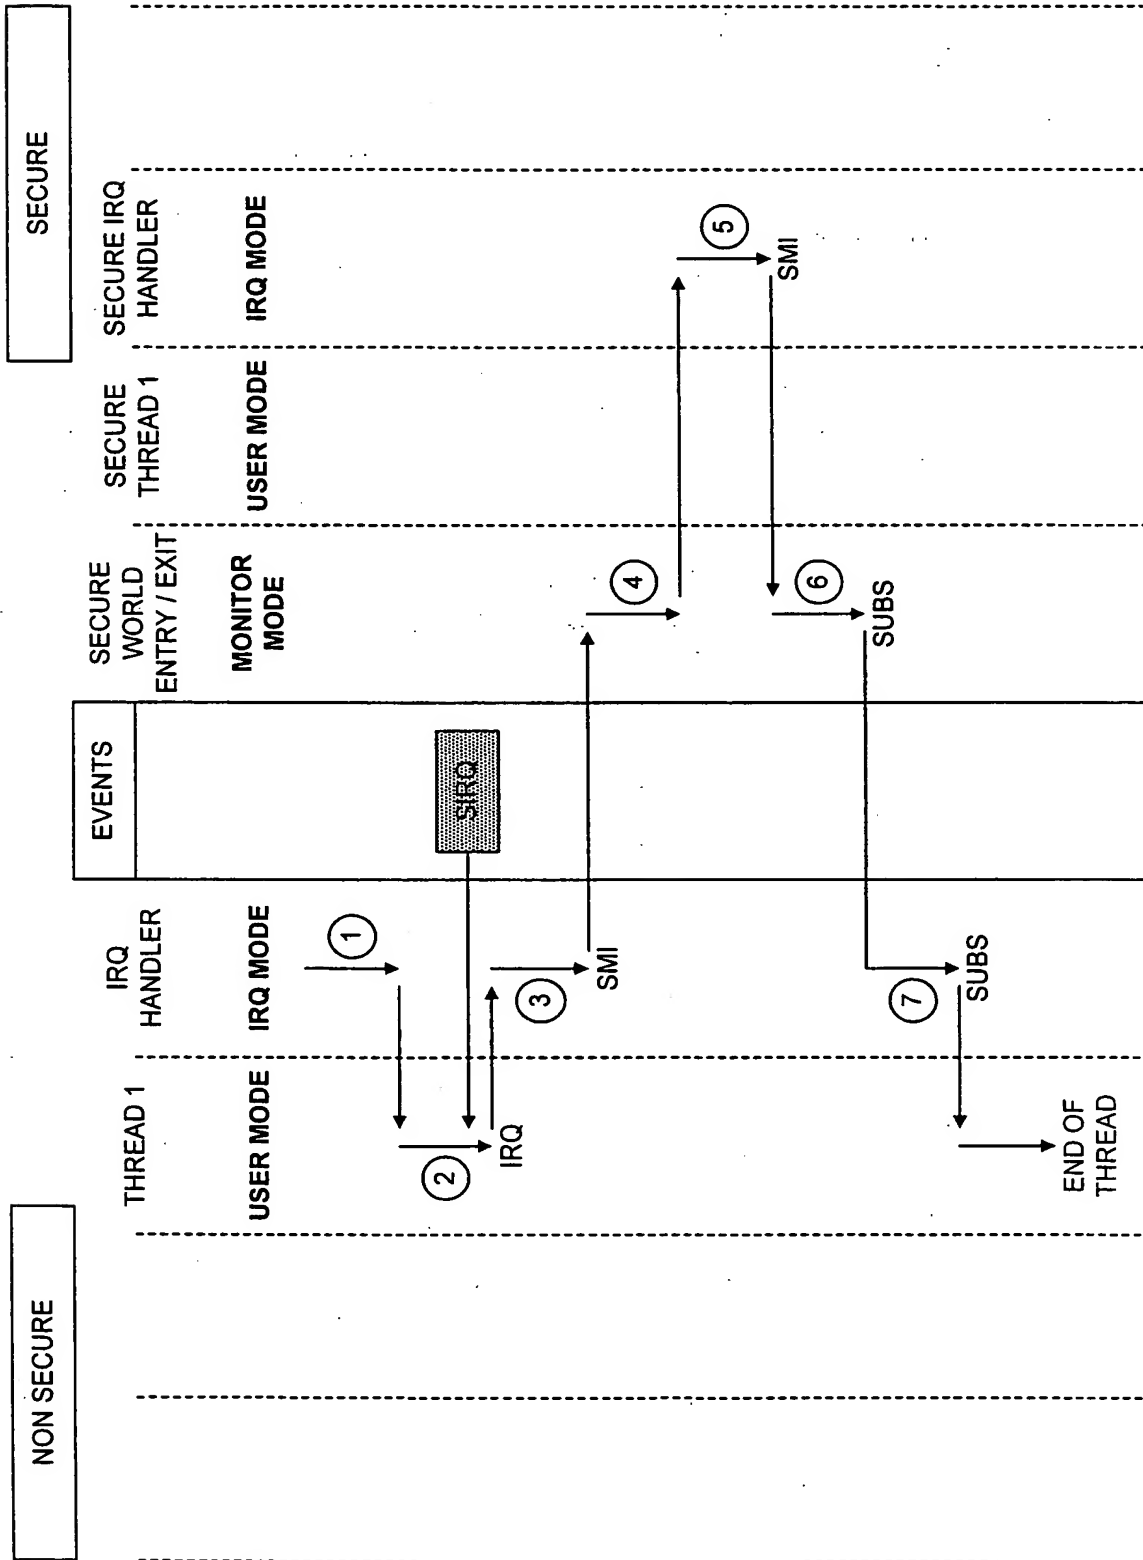 NON SECURE
SECURE
THREAD 1
USER MODE
IRQ
HANDLER
IRQ MODE
EVENTS
SECURE
WORLD
ENTRY / EXIT
MONITOR
MODE
SECURE
THREAD 1
USER MODE
SECURE IRQ
HANDLER
IRQ MODE
1
2
SIRQ
IRQ
3
SMI
4
5
SMI
6
SUBS
7
SUBS
END OF
THREAD